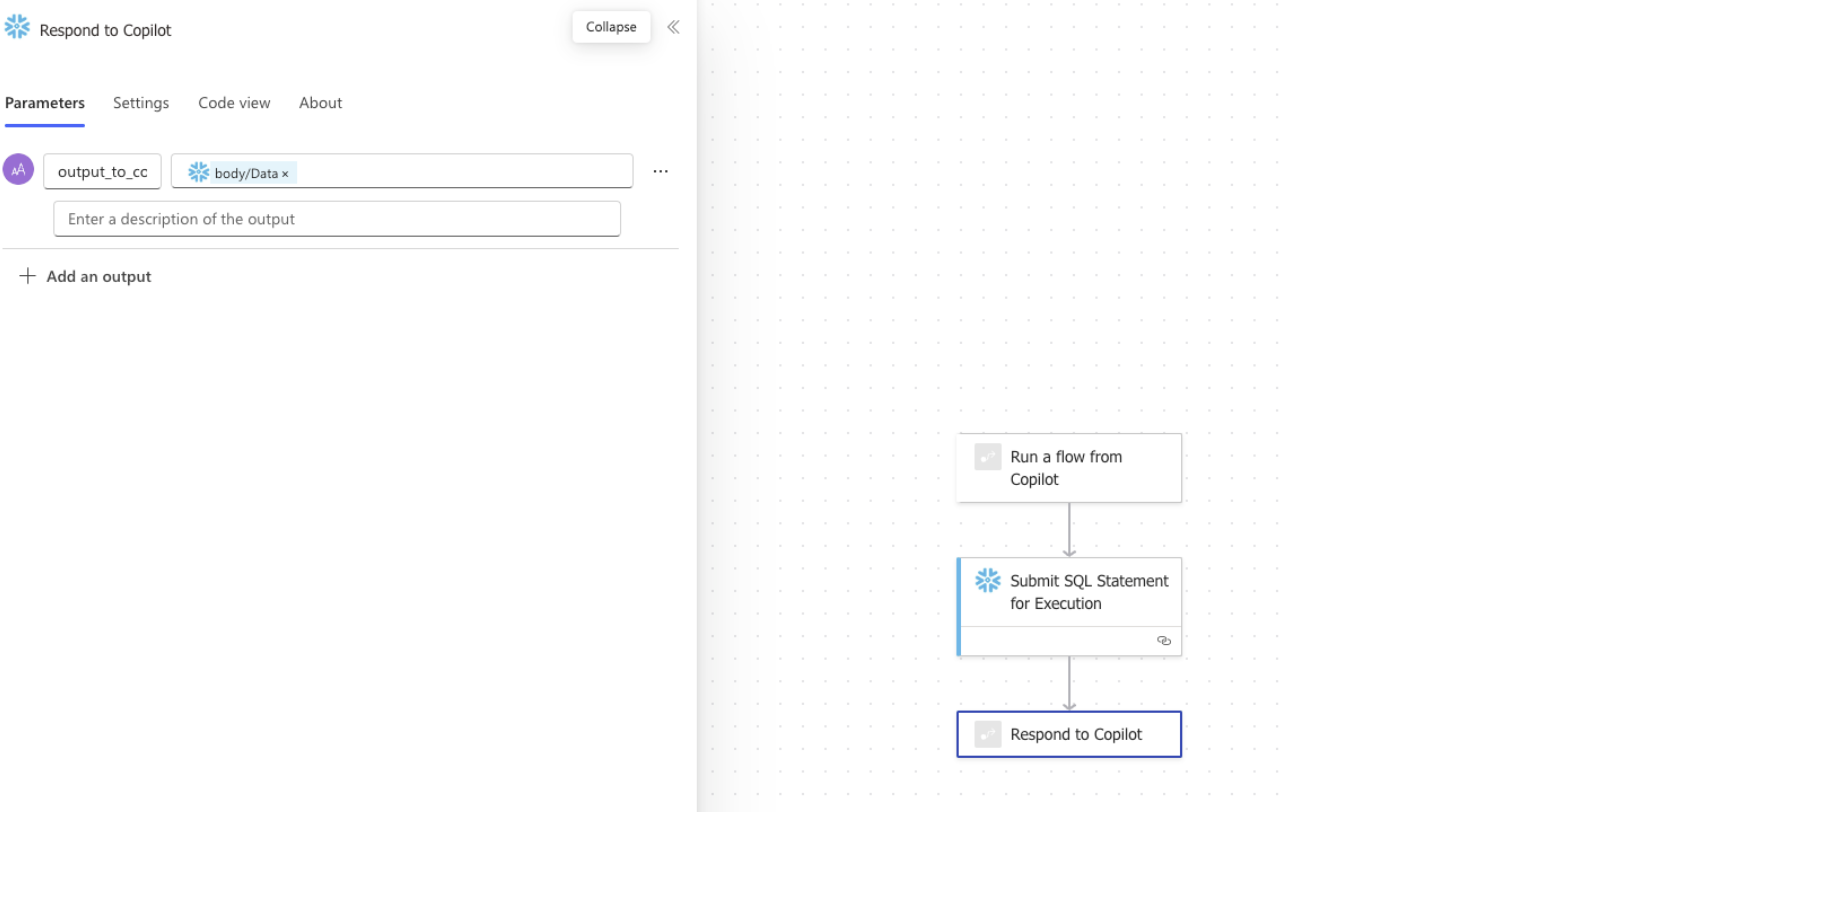 Respond to Copilot
Collapse
Parameters
Settings
Code view
About
AA
output_to_cc
body/Data ×
...
Enter a description of the output
+ Add an output
Run a flow from
Copilot
Submit SQL Statement
for Execution
Respond to Copilot